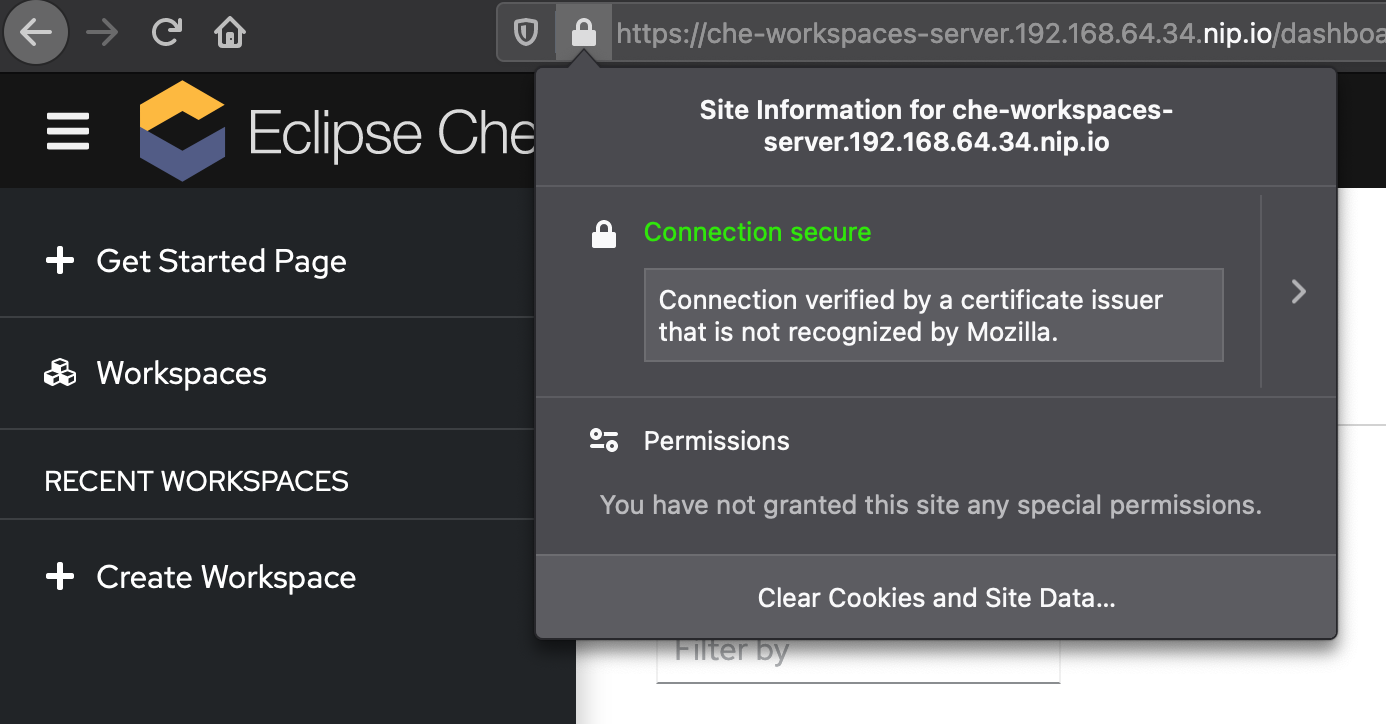 https://che-workspaces-server.192.168.64.34.nip.io/dashboa
Eclipse Che
Site Information for che-workspaces-
server.192.168.64.34.nip.io
Connection secure
Connection verified by a certificate issuer
that is not recognized by Mozilla.
Permissions
You have not granted this site any special permissions.
Clear Cookies and Site Data...
Get Started Page
Workspaces
RECENT WORKSPACES
Create Workspace
Filter by